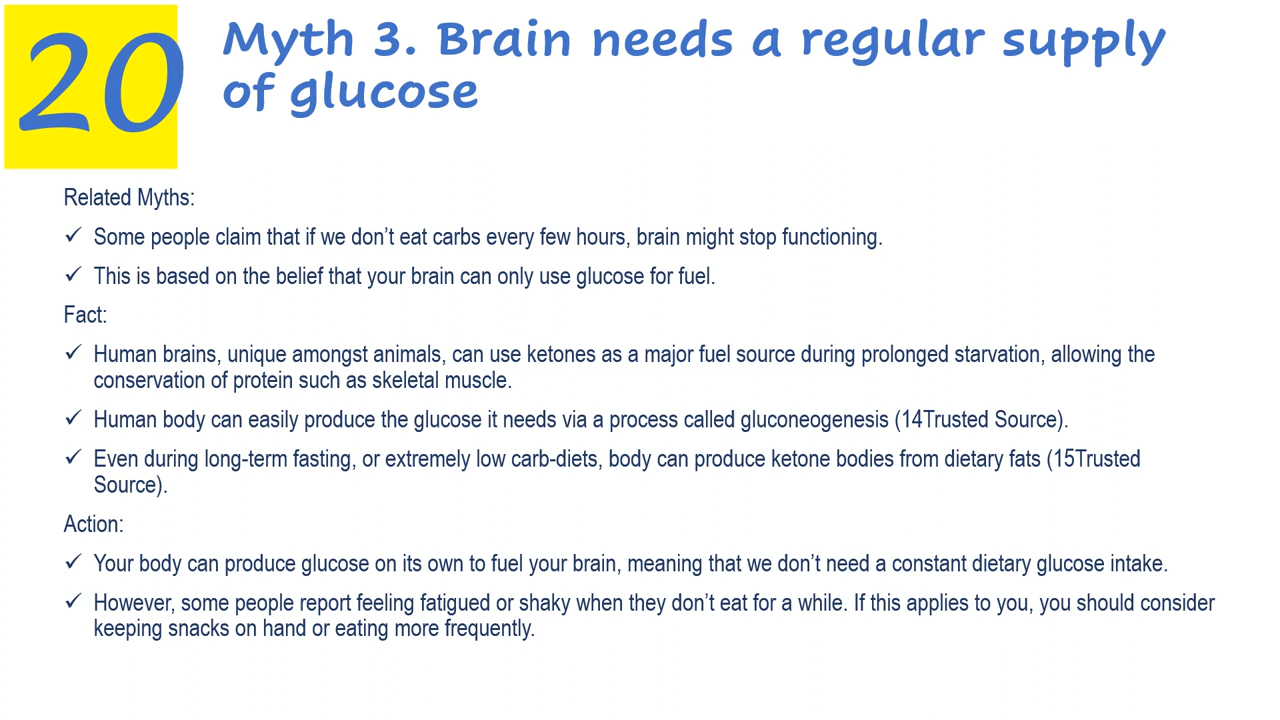 20
Myth 3. Brain needs a regular supply
of glucose
Related Myths:
✓ Some people claim that if we don’t eat carbs every few hours, brain might stop functioning.
✓ This is based on the belief that your brain can only use glucose for fuel.
Fact:
✓ Human brains, unique amongst animals, can use ketones as a major fuel source during prolonged starvation, allowing the
conservation of protein such as skeletal muscle.
✓ Human body can easily produce the glucose it needs via a process called gluconeogenesis (14Trusted Source).
✓ Even during long-term fasting, or extremely low carb-diets, body can produce ketone bodies from dietary fats (15Trusted
Source).
Action:
✓ Your body can produce glucose on its own to fuel your brain, meaning that we don’t need a constant dietary glucose intake.
✓ However, some people report feeling fatigued or shaky when they don’t eat for a while. If this applies to you, you should consider
keeping snacks on hand or eating more frequently.